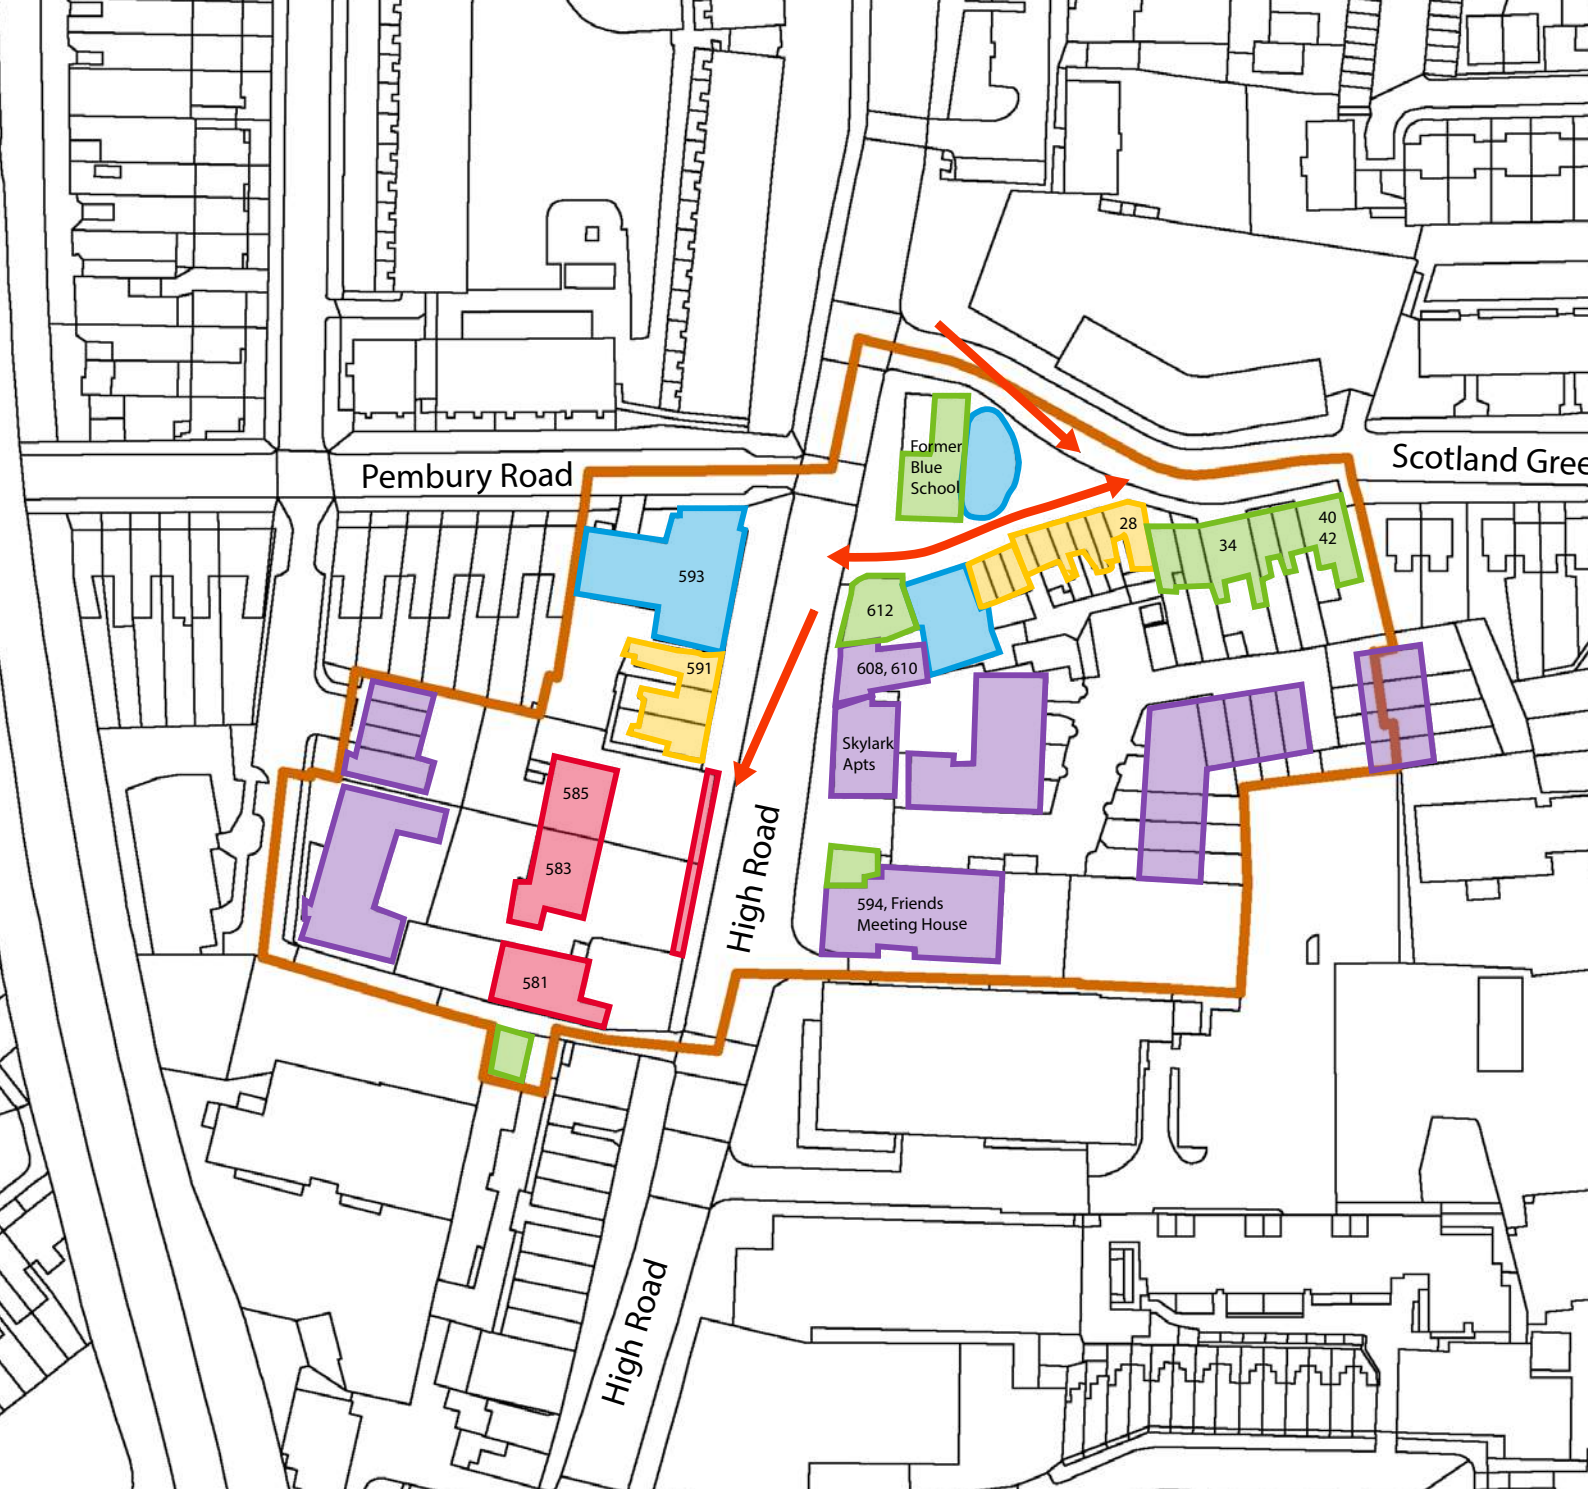 Former
Blue
School
Pembury Road
Scotland Gree
28
40
42
34
593
612
591
608, 610
Skylark
Apts
585
583
High Road
594, Friends
Meeting House
581
High Road